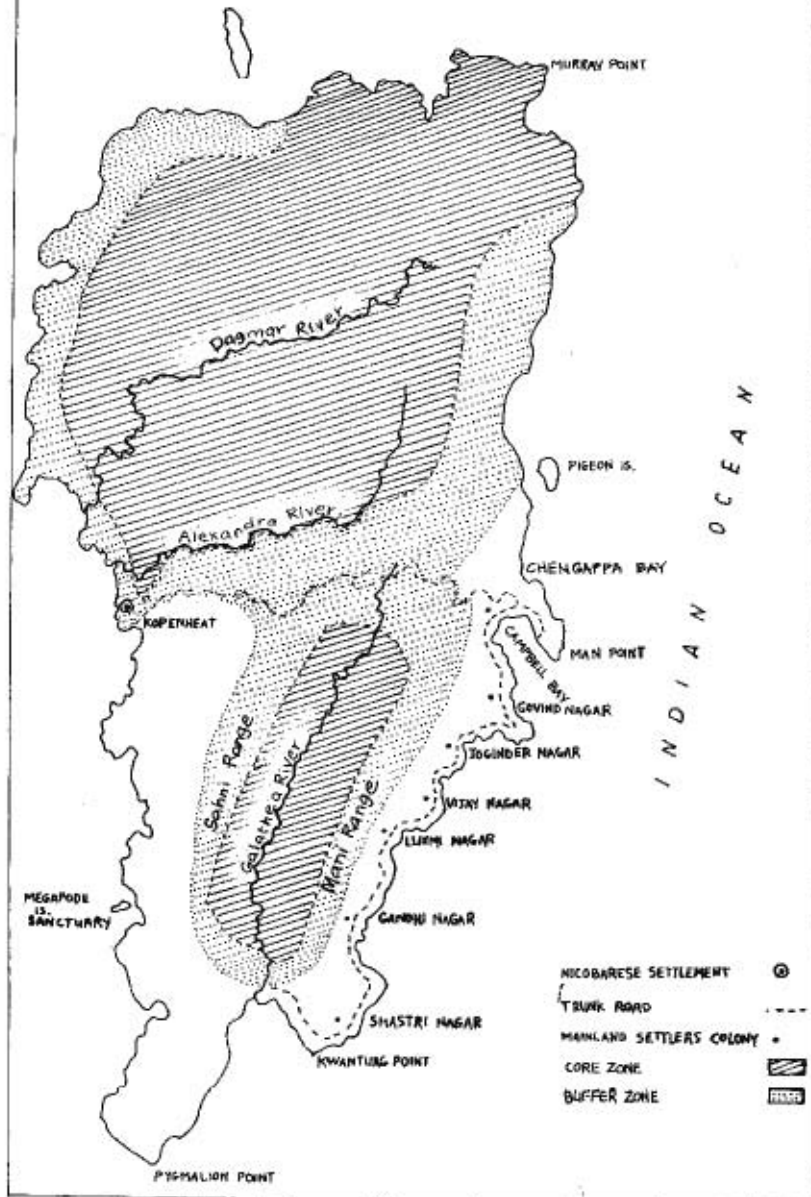 MURRAY POINT
Dagmar River
PIGEON IS.
INDIAN OCEAN
Alexandra River
CHENGAPPA BAY
KOPENHEAT
MAN POINT
CAMPBELL BAY
GOVIND NAGAR
JOGINDER NAGAR
Sahni Range
Galathea River
Mani Range
VIJAY NAGAR
LUXMI NAGAR
MEGAPODE
IS.
SANCTUARY
GANDHI NAGAR
SHASTRI NAGAR
KWANTUNG POINT
PYGMALION POINT
NICOBARESE SETTLEMENT
TRUNK ROAD
MAINLAND SETTLERS COLONY
CORE ZONE
BUFFER ZONE